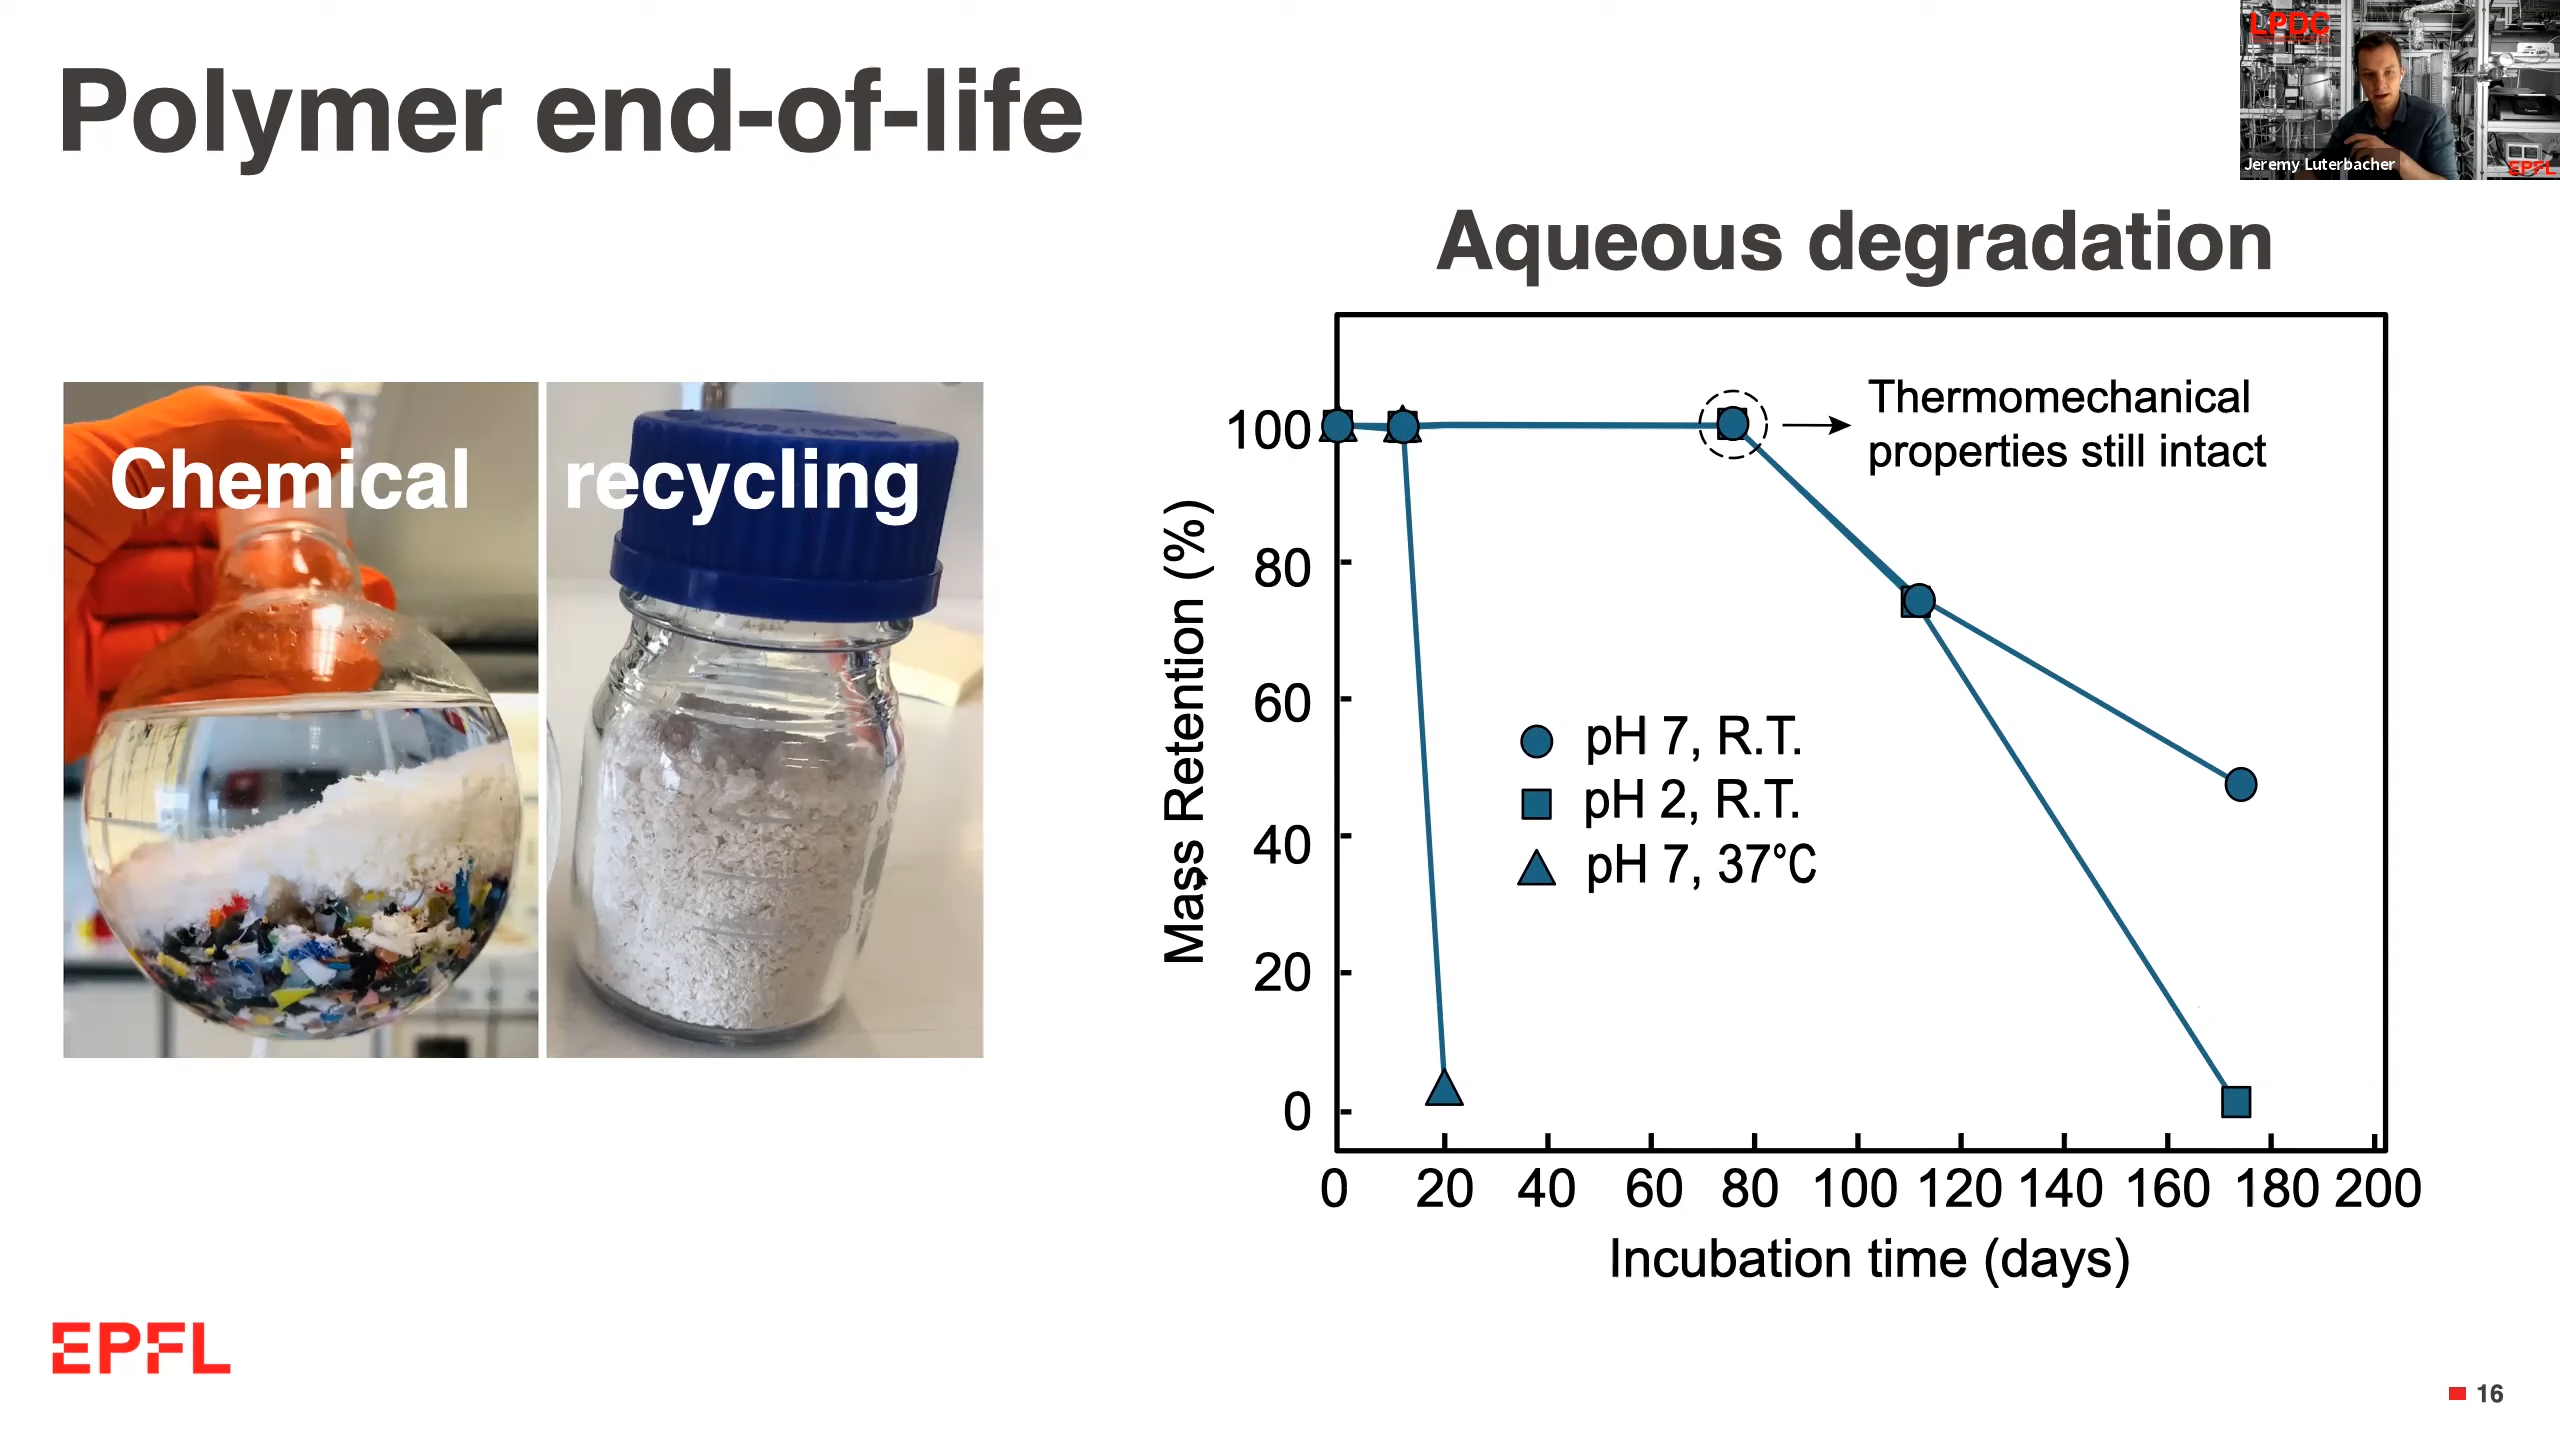 Polymer end-of-life
LPDC
Jeremy Luterbacher
EPFL
Chemical recycling
Aqueous degradation
Mass Retention (%)
100
80
60
40
20
0
Thermomechanical
properties still intact
pH 7, R.T.
pH 2, R.T.
pH 7, 37°C
0 20 40 60 80 100 120 140 160 180 200
Incubation time (days)
EPFL
16